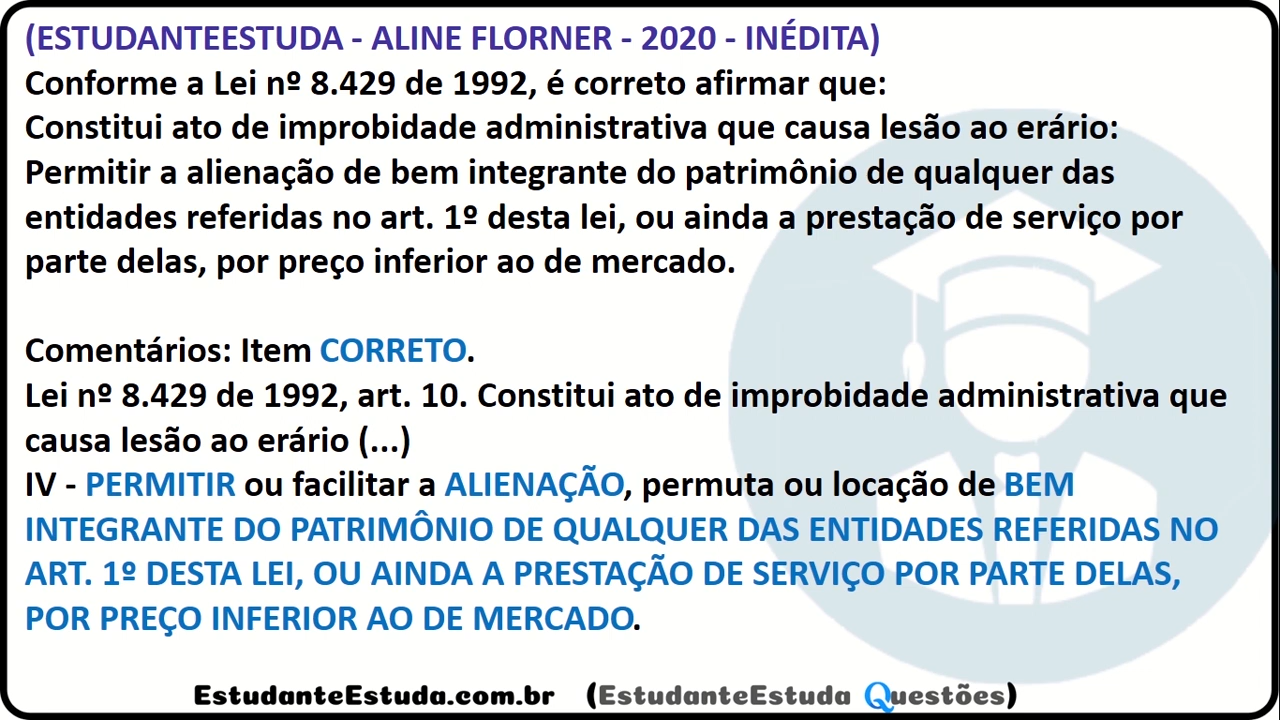 (ESTUDANTEESTUDA - ALINE FLORNER - 2020 - INÉDITA)
Conforme a Lei nº 8.429 de 1992, é correto afirmar que:
Constitui ato de improbidade administrativa que causa lesão ao erário:
Permitir a alienação de bem integrante do patrimônio de qualquer das
entidades referidas no art. 1º desta lei, ou ainda a prestação de serviço por
parte delas, por preço inferior ao de mercado.
Comentários: Item CORRETO.
Lei nº 8.429 de 1992, art. 10. Constitui ato de improbidade administrativa que
causa lesão ao erário (...)
IV - PERMITIR ou facilitar a ALIENAÇÃO, permuta ou locação de BEM
INTEGRANTE DO PATRIMÔNIO DE QUALQUER DAS ENTIDADES REFERIDAS NO
ART. 1º DESTA LEI, OU AINDA A PRESTAÇÃO DE SERVIÇO POR PARTE DELAS,
POR PREÇO INFERIOR AO DE MERCADO.
EstudanteEstuda.com.br (EstudanteEstuda Questões)